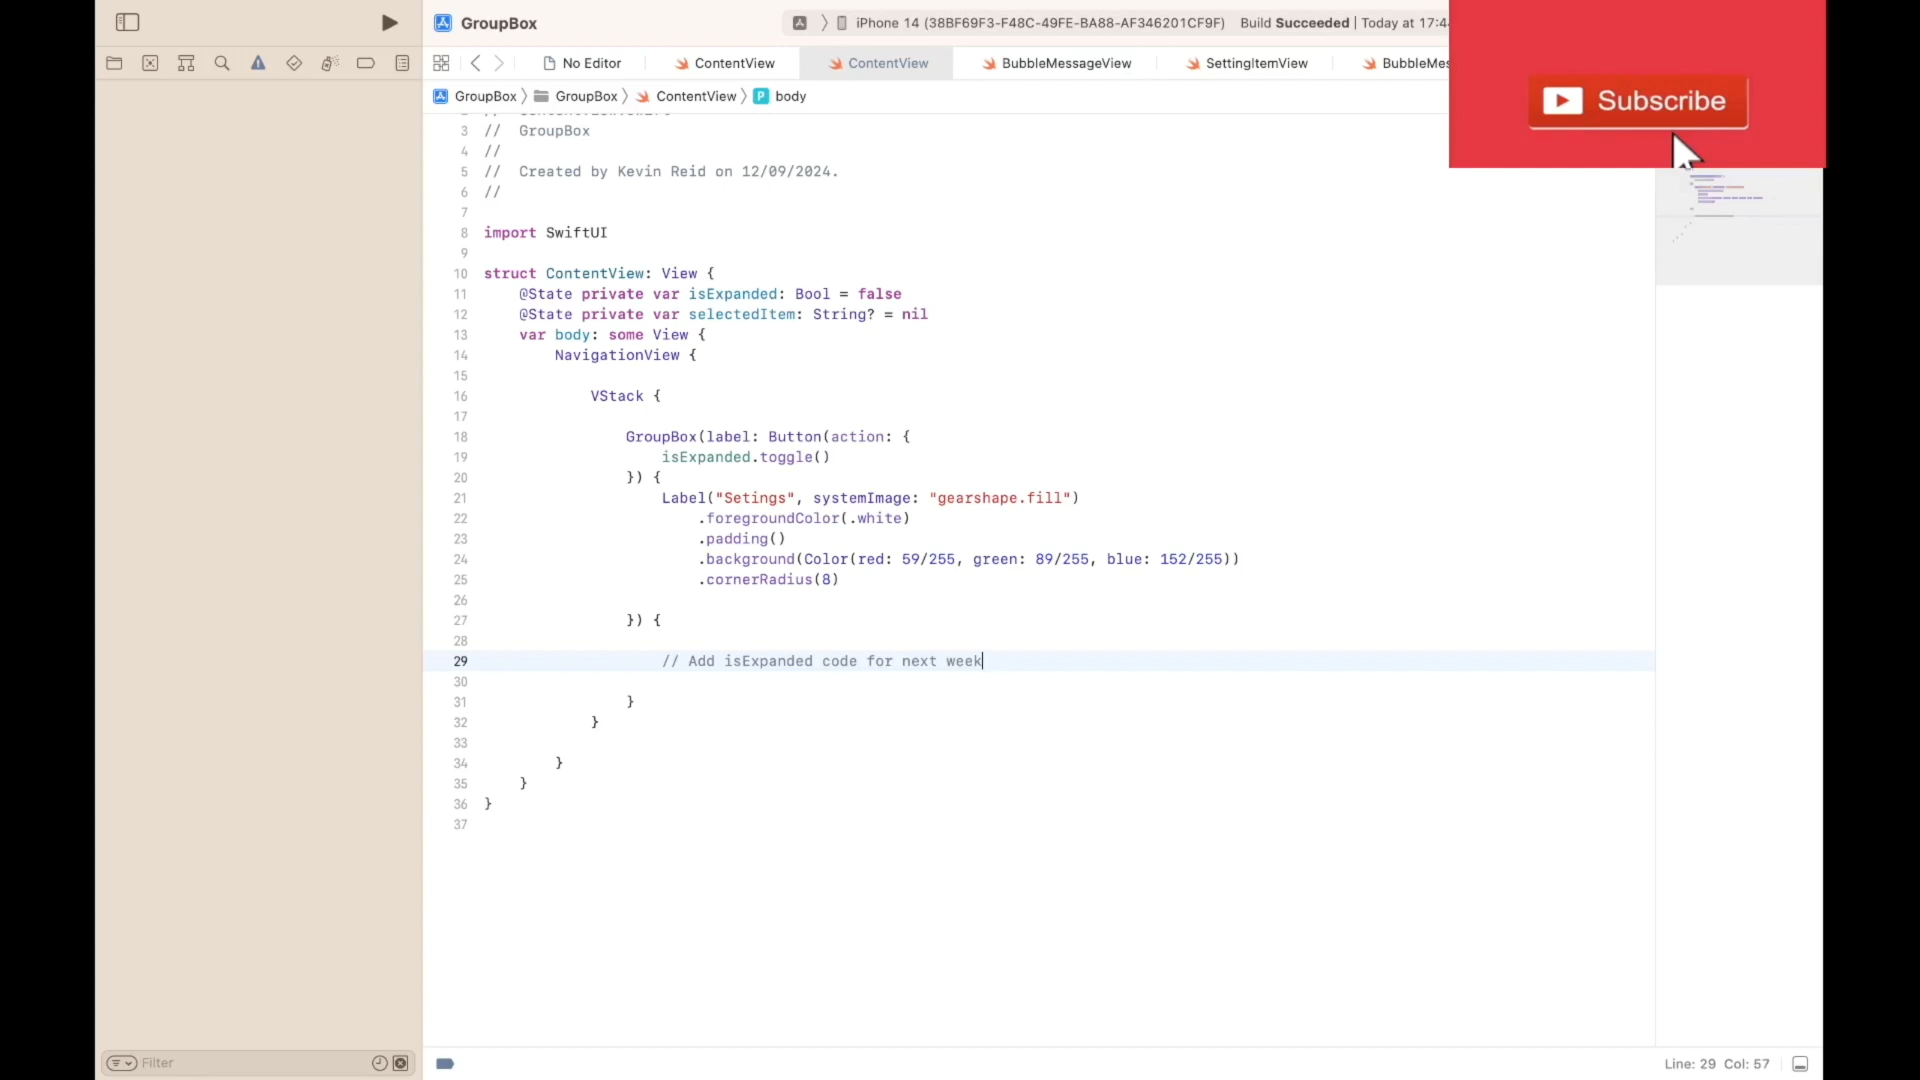 GroupBox
iPhone 14 (38BF69F3-F48C-49FE-BA88-AF346201CF9F) Build Succeeded | Today at 17:4
Subscribe
No Editor
ContentView
ContentView
BubbleMessageView
SettingItemView
BubbleMes
GroupBox 〉 GroupBox 〉 ContentView 〉 P body
3 // GroupBox
4 //
5 // Created by Kevin Reid on 12/09/2024.
6 //
7
8 import SwiftUI
9
10 struct ContentView: View {
11 @State private var isExpanded: Bool = false
12 @State private var selectedItem: String? = nil
13 var body: some View {
14 NavigationView {
15
16 VStack {
17
18 GroupBox(label: Button(action: {
19 isExpanded.toggle()
20 }) {
21 Label("Setings", systemImage: "gearshape.fill")
22 .foregroundColor(.white)
23 .padding()
24 .background(Color(red: 59/255, green: 89/255, blue: 152/255))
25 .cornerRadius(8)
26
27 }) {
28
29 // Add isExpanded code for next week
30
31 }
32 }
33
34 }
35 }
36 }
37
Filter
Line: 29 Col: 57